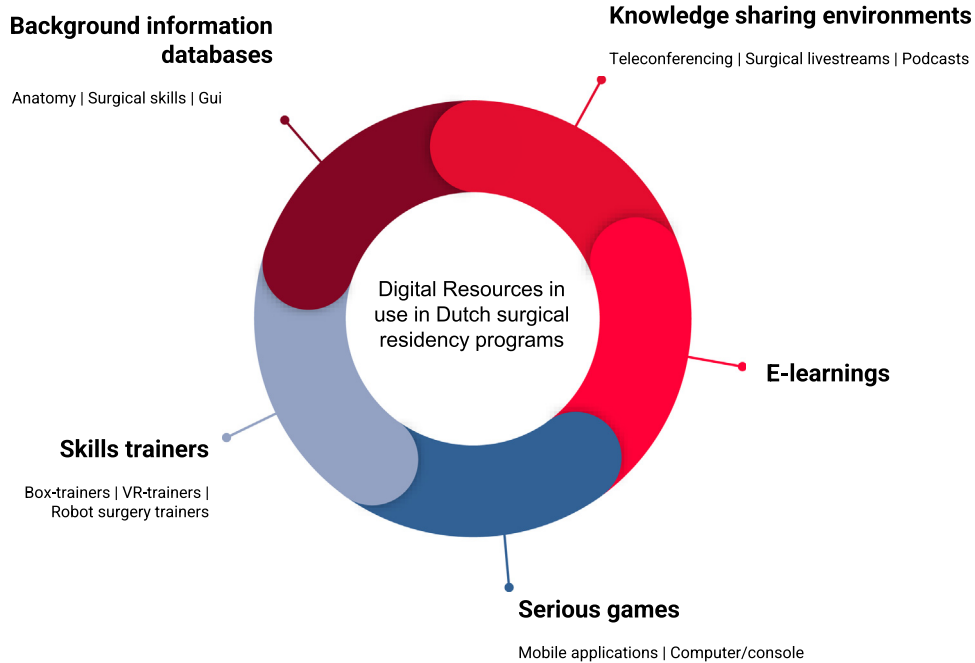 Background information
databases
Anatomy | Surgical skills | Gui
Knowledge sharing environments
Teleconferencing | Surgical livestreams | Podcasts
Digital Resources in
use in Dutch surgical
residency programs
E-learnings
Skills trainers
Box-trainers | VR-trainers |
Robot surgery trainers
Serious games
Mobile applications | Computer/console